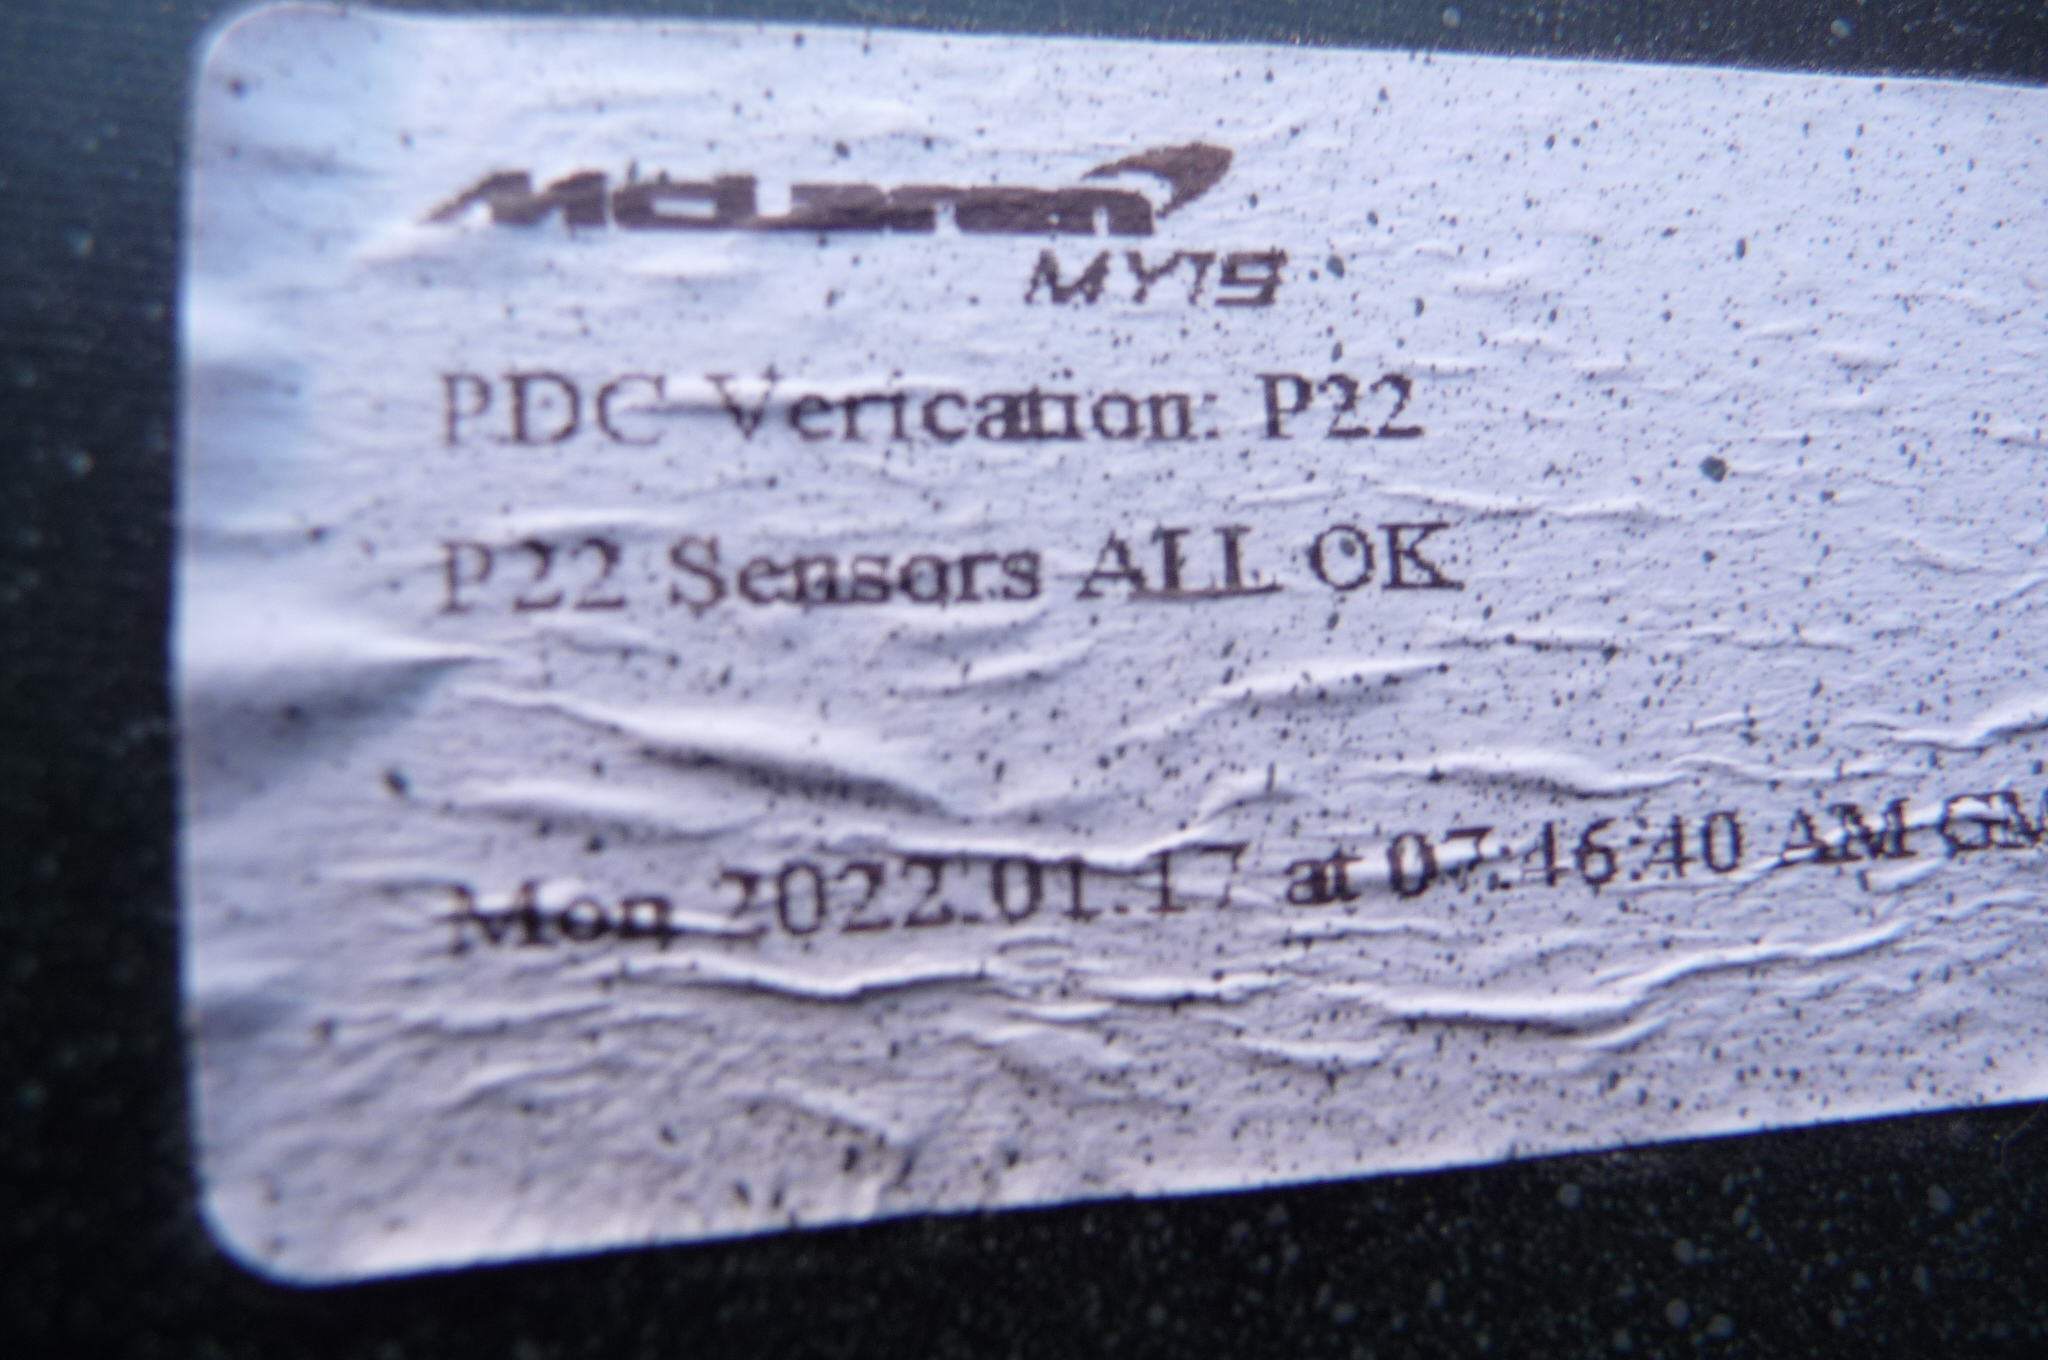 McLaren
MY19
PDC Verication: P22
P22 Sensors ALL OK
Mon 2022.01.17 at 07:46:40 AM